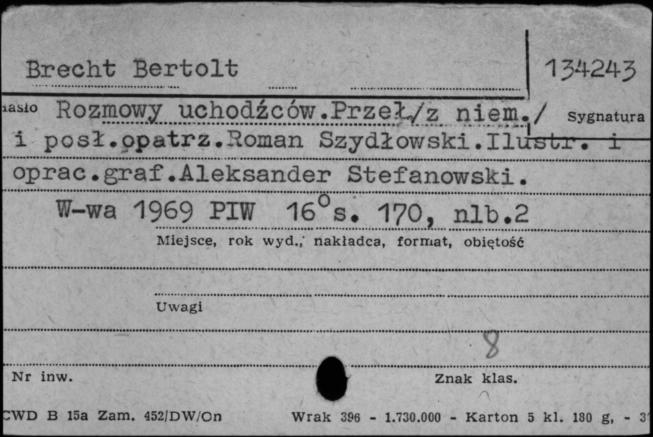 Brecht Bertolt
134243
Rozmowy uchodźców.Przeł/z niem./
Sygnatura
i posł.opatrz.Roman Szydłowski.Ilustr. i
oprac.graf.Aleksander Stefanowski.
W-wa 1969 PIW 16°s. 170, nlb.2
Miejsce, rok wyd., nakładca, format, objętość
Uwagi
8
Nr inw.
Znak klas.
CWD B 15a Zam. 452/DW/On Wrak 396 - 1.730.000 - Karton 5 kl. 180 g, -